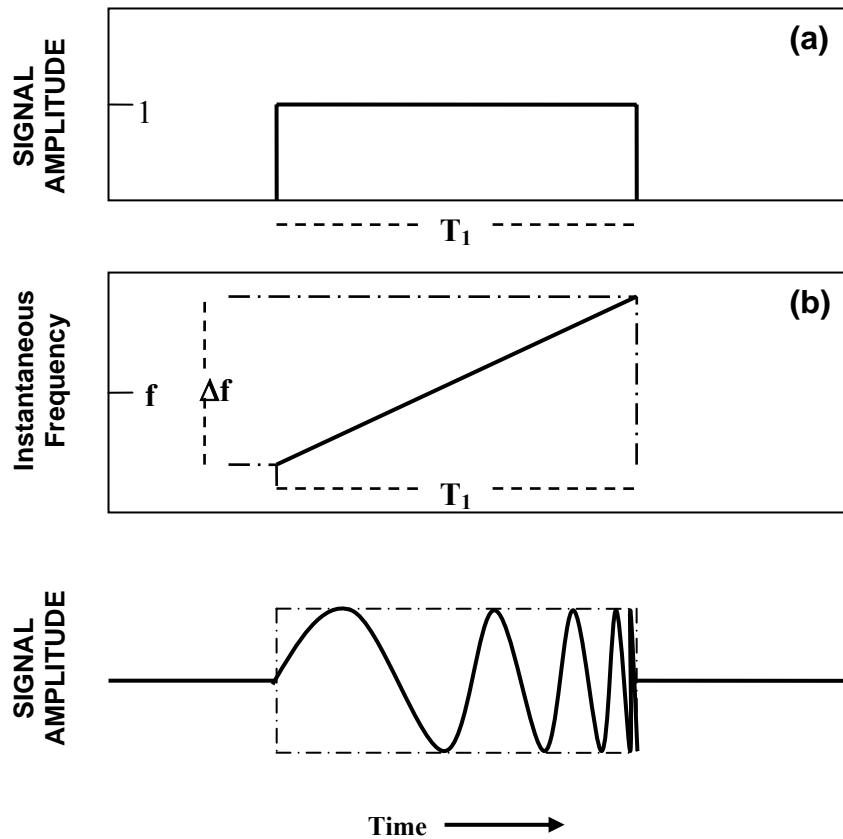 (a)
SIGNAL
AMPLITUDE
1
T₁
(b)
Instantaneous
Frequency
f
Δf
T₁
SIGNAL
AMPLITUDE
Time